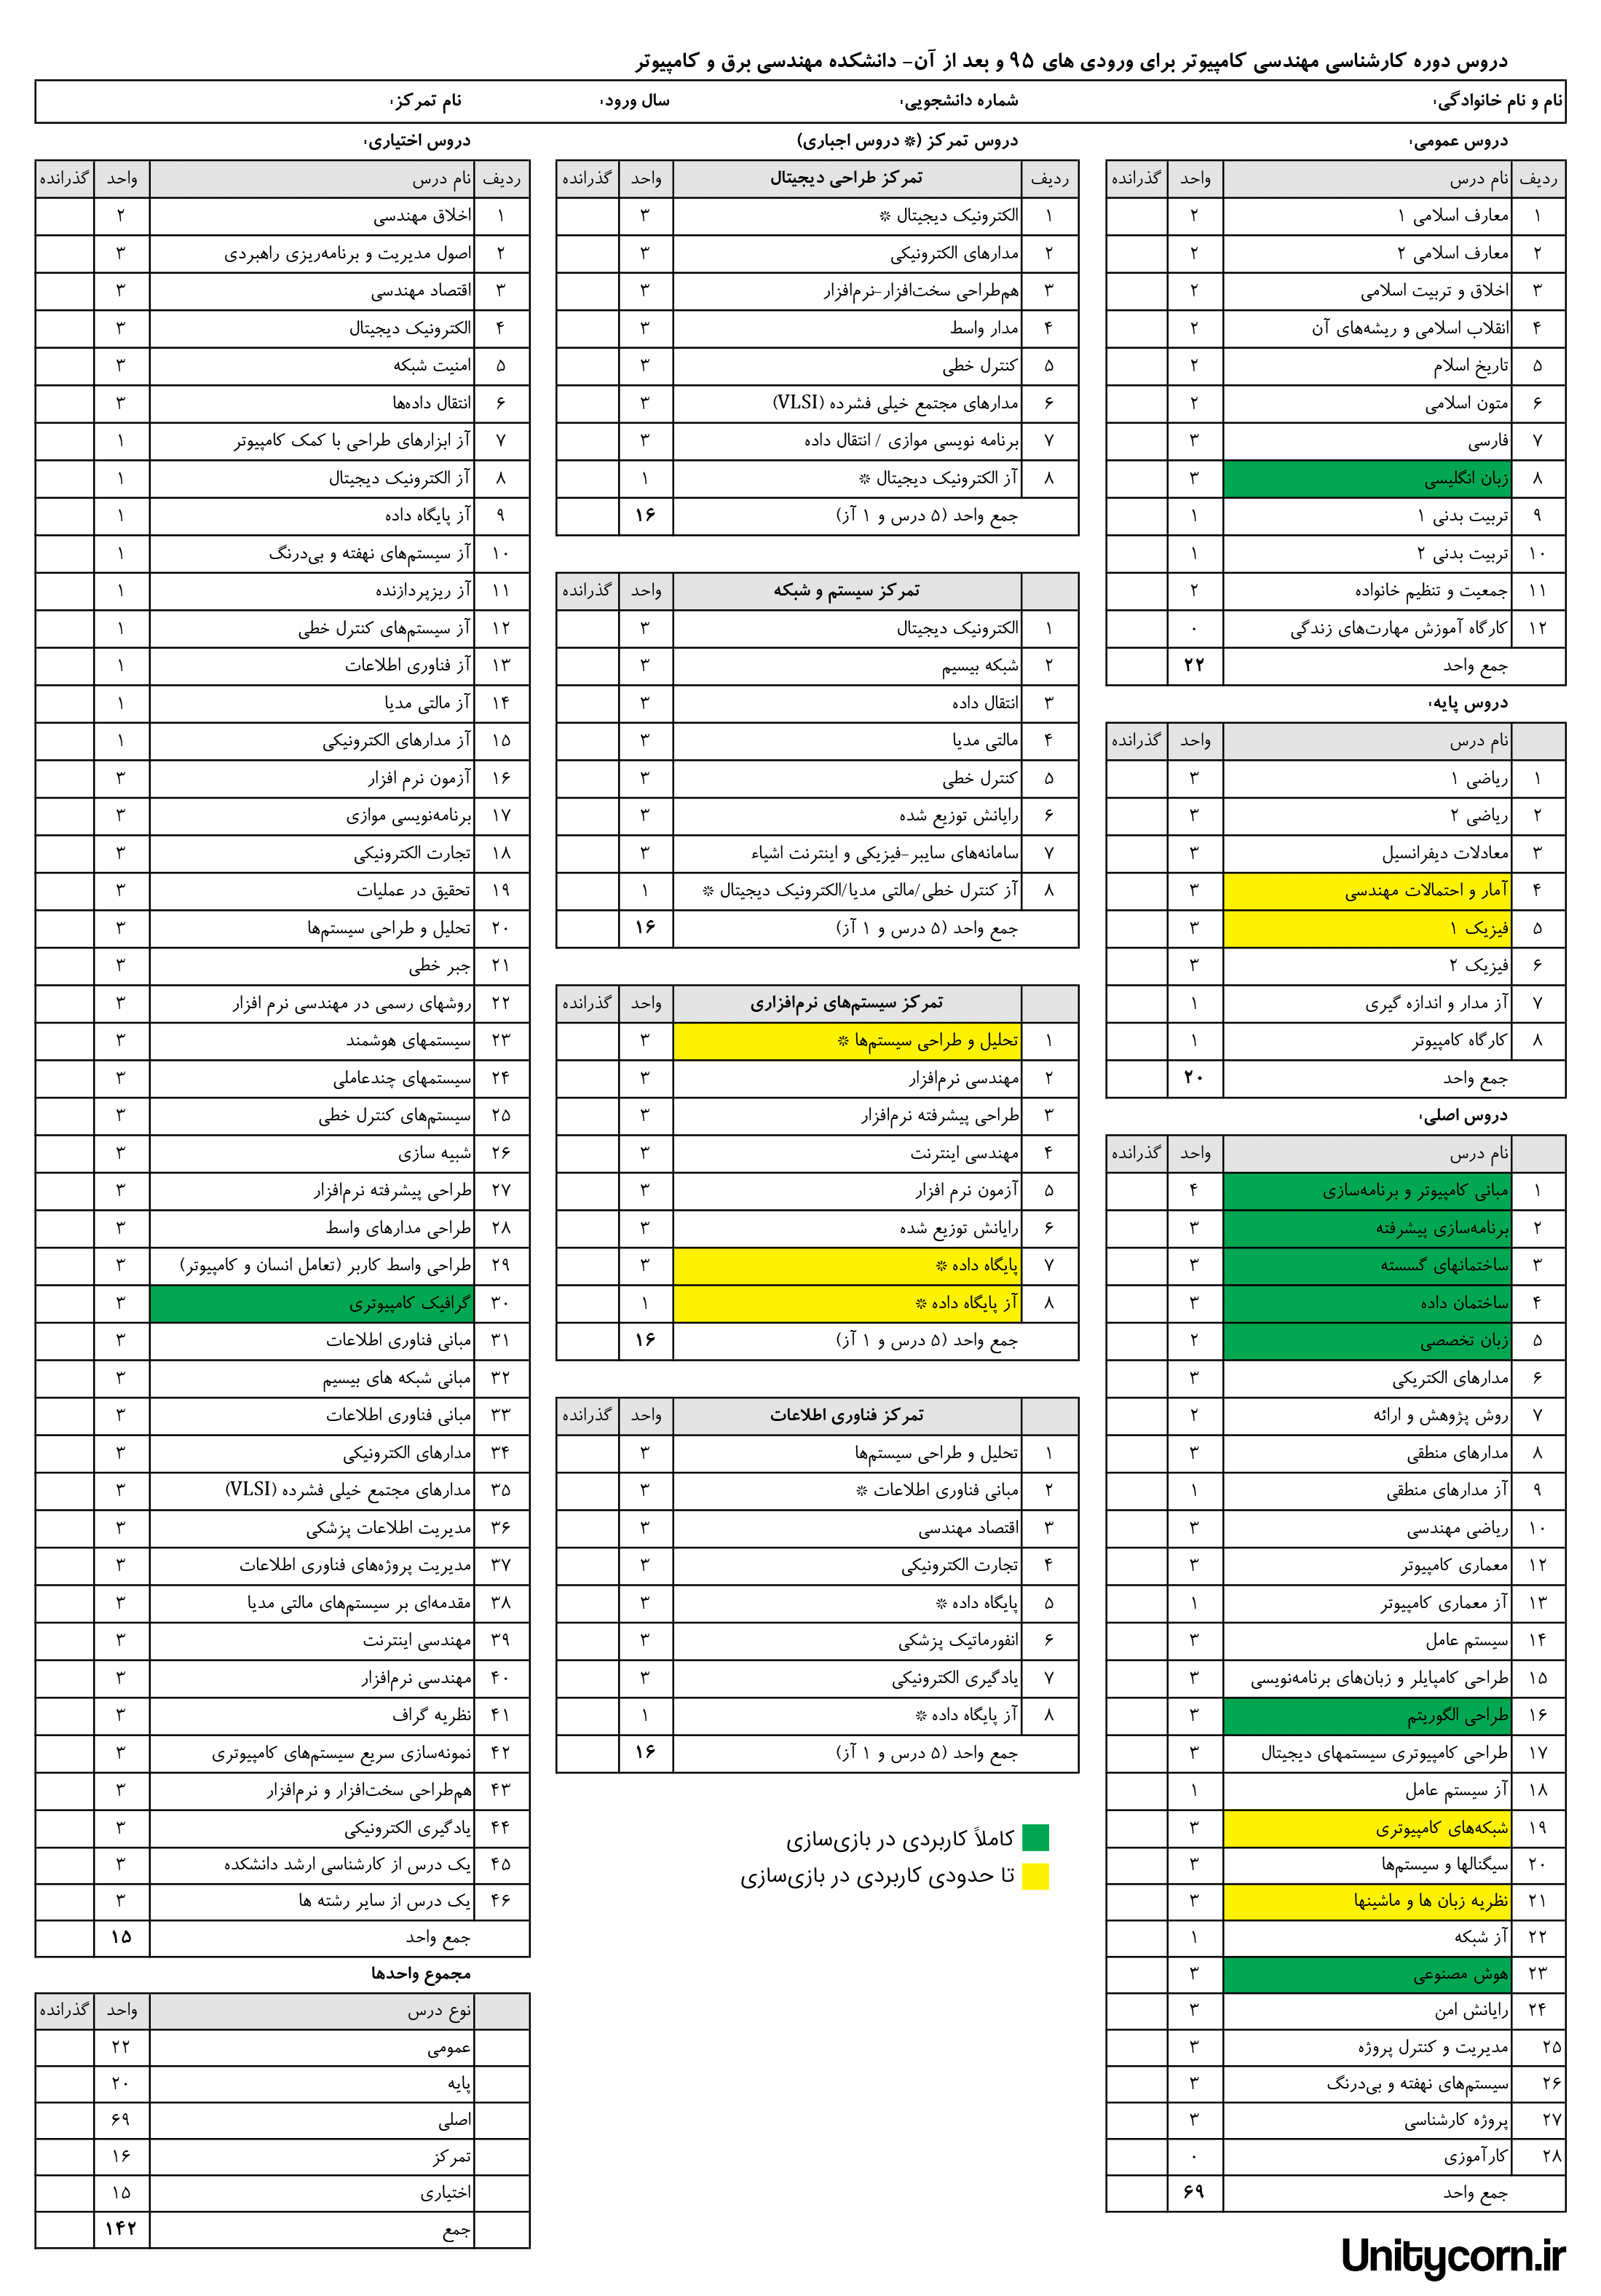 دروس دوره کارشناسی مهندسی کامپیوتر برای ورودی های ۹۵ و بعد از آن- دانشکده مهندسی برق و کامپیوتر
نام و نام خانوادگی: شماره دانشجویی: سال ورود: نام تمرکز:
دروس عمومی:
ردیف نام درس واحد گذرانده
۱ معارف اسلامی ۱ ۲
۲ معارف اسلامی ۲ ۲
۳ اخلاق و تربیت اسلامی ۲
۴ انقلاب اسلامی و ریشه‌های آن ۲
۵ تاریخ اسلام ۲
۶ متون اسلامی ۲
۷ فارسی ۳
۸ زبان انگلیسی ۳
۹ تربیت بدنی ۱ ۱
۱۰ تربیت بدنی ۲ ۱
۱۱ جمعیت و تنظیم خانواده ۲
۱۲ کارگاه آموزش مهارت‌های زندگی ۰
جمع واحد ۲۲
دروس پایه:
نام درس واحد گذرانده
۱ ریاضی ۱ ۳
۲ ریاضی ۲ ۳
۳ معادلات دیفرانسیل ۳
۴ آمار و احتمالات مهندسی ۳
۵ فیزیک ۱ ۳
۶ فیزیک ۲ ۳
۷ آز مدار و اندازه گیری ۱
۸ کارگاه کامپیوتر ۱
جمع واحد ۲۰
دروس اصلی:
نام درس واحد گذرانده
۱ مبانی کامپیوتر و برنامه‌سازی ۴
۲ برنامه‌سازی پیشرفته ۳
۳ ساختمانهای گسسته ۳
۴ ساختمان داده ۳
۵ زبان تخصصی ۲
۶ مدارهای الکتریکی ۳
۷ روش پژوهش و ارائه ۲
۸ مدارهای منطقی ۳
۹ آز مدارهای منطقی ۱
۱۰ ریاضی مهندسی ۳
۱۲ معماری کامپیوتر ۳
۱۳ آز معماری کامپیوتر ۱
۱۴ سیستم عامل ۳
۱۵ طراحی کامپایلر و زبان‌های برنامه‌نویسی ۳
۱۶ طراحی الگوریتم ۳
۱۷ طراحی کامپیوتری سیستمهای دیجیتال ۳
۱۸ آز سیستم عامل ۱
۱۹ شبکه‌های کامپیوتری ۳
۲۰ سیگنالها و سیستم‌ها ۳
۲۱ نظریه زبان ها و ماشینها ۳
۲۲ آز شبکه ۱
۲۳ هوش مصنوعی ۳
۲۴ رایانش امن ۳
۲۵ مدیریت و کنترل پروژه ۳
۲۶ سیستم‌های نهفته و بی‌درنگ ۳
۲۷ پروژه کارشناسی ۳
۲۸ کارآموزی ۰
جمع واحد ۶۹
دروس تمرکز (* دروس اجباری)
ردیف تمرکز طراحی دیجیتال واحد گذرانده
۱ الکترونیک دیجیتال * ۳
۲ مدارهای الکترونیکی ۳
۳ هم‌طراحی سخت‌افزار-نرم‌افزار ۳
۴ مدار واسط ۳
۵ کنترل خطی ۳
۶ مدارهای مجتمع خیلی فشرده (VLSI) ۳
۷ برنامه نویسی موازی / انتقال داده ۳
۸ آز الکترونیک دیجیتال * ۱
جمع واحد (۵ درس و ۱ آز) ۱۶
تمرکز سیستم و شبکه واحد گذرانده
۱ الکترونیک دیجیتال ۳
۲ شبکه بیسیم ۳
۳ انتقال داده ۳
۴ مالتی مدیا ۳
۵ کنترل خطی ۳
۶ رایانش توزیع شده ۳
۷ سامانه‌های سایبر-فیزیکی و اینترنت اشیاء ۳
۸ آز کنترل خطی/مالتی مدیا/الکترونیک دیجیتال * ۱
جمع واحد (۵ درس و ۱ آز) ۱۶
تمرکز سیستم‌های نرم‌افزاری واحد گذرانده
۱ تحلیل و طراحی سیستم‌ها * ۳
۲ مهندسی نرم‌افزار ۳
۳ طراحی پیشرفته نرم‌افزار ۳
۴ مهندسی اینترنت ۳
۵ آزمون نرم افزار ۳
۶ رایانش توزیع شده ۳
۷ پایگاه داده * ۳
۸ آز پایگاه داده * ۱
جمع واحد (۵ درس و ۱ آز) ۱۶
تمرکز فناوری اطلاعات واحد گذرانده
۱ تحلیل و طراحی سیستم‌ها ۳
۲ مبانی فناوری اطلاعات * ۳
۳ اقتصاد مهندسی ۳
۴ تجارت الکترونیکی ۳
۵ پایگاه داده * ۳
۶ انفورماتیک پزشکی ۳
۷ یادگیری الکترونیکی ۳
۸ آز پایگاه داده * ۱
جمع واحد (۵ درس و ۱ آز) ۱۶
کاملاً کاربردی در بازی‌سازی
تا حدودی کاربردی در بازی‌سازی
دروس اختیاری:
ردیف نام درس واحد گذرانده
۱ اخلاق مهندسی ۲
۲ اصول مدیریت و برنامه‌ریزی راهبردی ۳
۳ اقتصاد مهندسی ۳
۴ الکترونیک دیجیتال ۳
۵ امنیت شبکه ۳
۶ انتقال داده‌ها ۳
۷ آز ابزارهای طراحی با کمک کامپیوتر ۱
۸ آز الکترونیک دیجیتال ۱
۹ آز پایگاه داده ۱
۱۰ آز سیستم‌های نهفته و بی‌درنگ ۱
۱۱ آز ریزپردازنده ۱
۱۲ آز سیستم‌های کنترل خطی ۱
۱۳ آز فناوری اطلاعات ۱
۱۴ آز مالتی مدیا ۱
۱۵ آز مدارهای الکترونیکی ۱
۱۶ آزمون نرم افزار ۳
۱۷ برنامه‌نویسی موازی ۳
۱۸ تجارت الکترونیکی ۳
۱۹ تحقیق در عملیات ۳
۲۰ تحلیل و طراحی سیستم‌ها ۳
۲۱ جبر خطی ۳
۲۲ روشهای رسمی در مهندسی نرم افزار ۳
۲۳ سیستمهای هوشمند ۳
۲۴ سیستمهای چندعاملی ۳
۲۵ سیستم‌های کنترل خطی ۳
۲۶ شبیه سازی ۳
۲۷ طراحی پیشرفته نرم‌افزار ۳
۲۸ طراحی مدارهای واسط ۳
۲۹ طراحی واسط کاربر (تعامل انسان و کامپیوتر) ۳
۳۰ گرافیک کامپیوتری ۳
۳۱ مبانی فناوری اطلاعات ۳
۳۲ مبانی شبکه های بیسیم ۳
۳۳ مبانی فناوری اطلاعات ۳
۳۴ مدارهای الکترونیکی ۳
۳۵ مدارهای مجتمع خیلی فشرده (VLSI) ۳
۳۶ مدیریت اطلاعات پزشکی ۳
۳۷ مدیریت پروژه‌های فناوری اطلاعات ۳
۳۸ مقدمه‌ای بر سیستم‌های مالتی مدیا ۳
۳۹ مهندسی اینترنت ۳
۴۰ مهندسی نرم‌افزار ۳
۴۱ نظریه گراف ۳
۴۲ نمونه‌سازی سریع سیستم‌های کامپیوتری ۳
۴۳ هم‌طراحی سخت‌افزار و نرم‌افزار ۳
۴۴ یادگیری الکترونیکی ۳
۴۵ یک درس از کارشناسی ارشد دانشکده ۳
۴۶ یک درس از سایر رشته ها ۳
جمع واحد ۱۵
مجموع واحدها
نوع درس واحد گذرانده
عمومی ۲۲
پایه ۲۰
اصلی ۶۹
تمرکز ۱۶
اختیاری ۱۵
جمع ۱۴۲
Unitycorn.ir